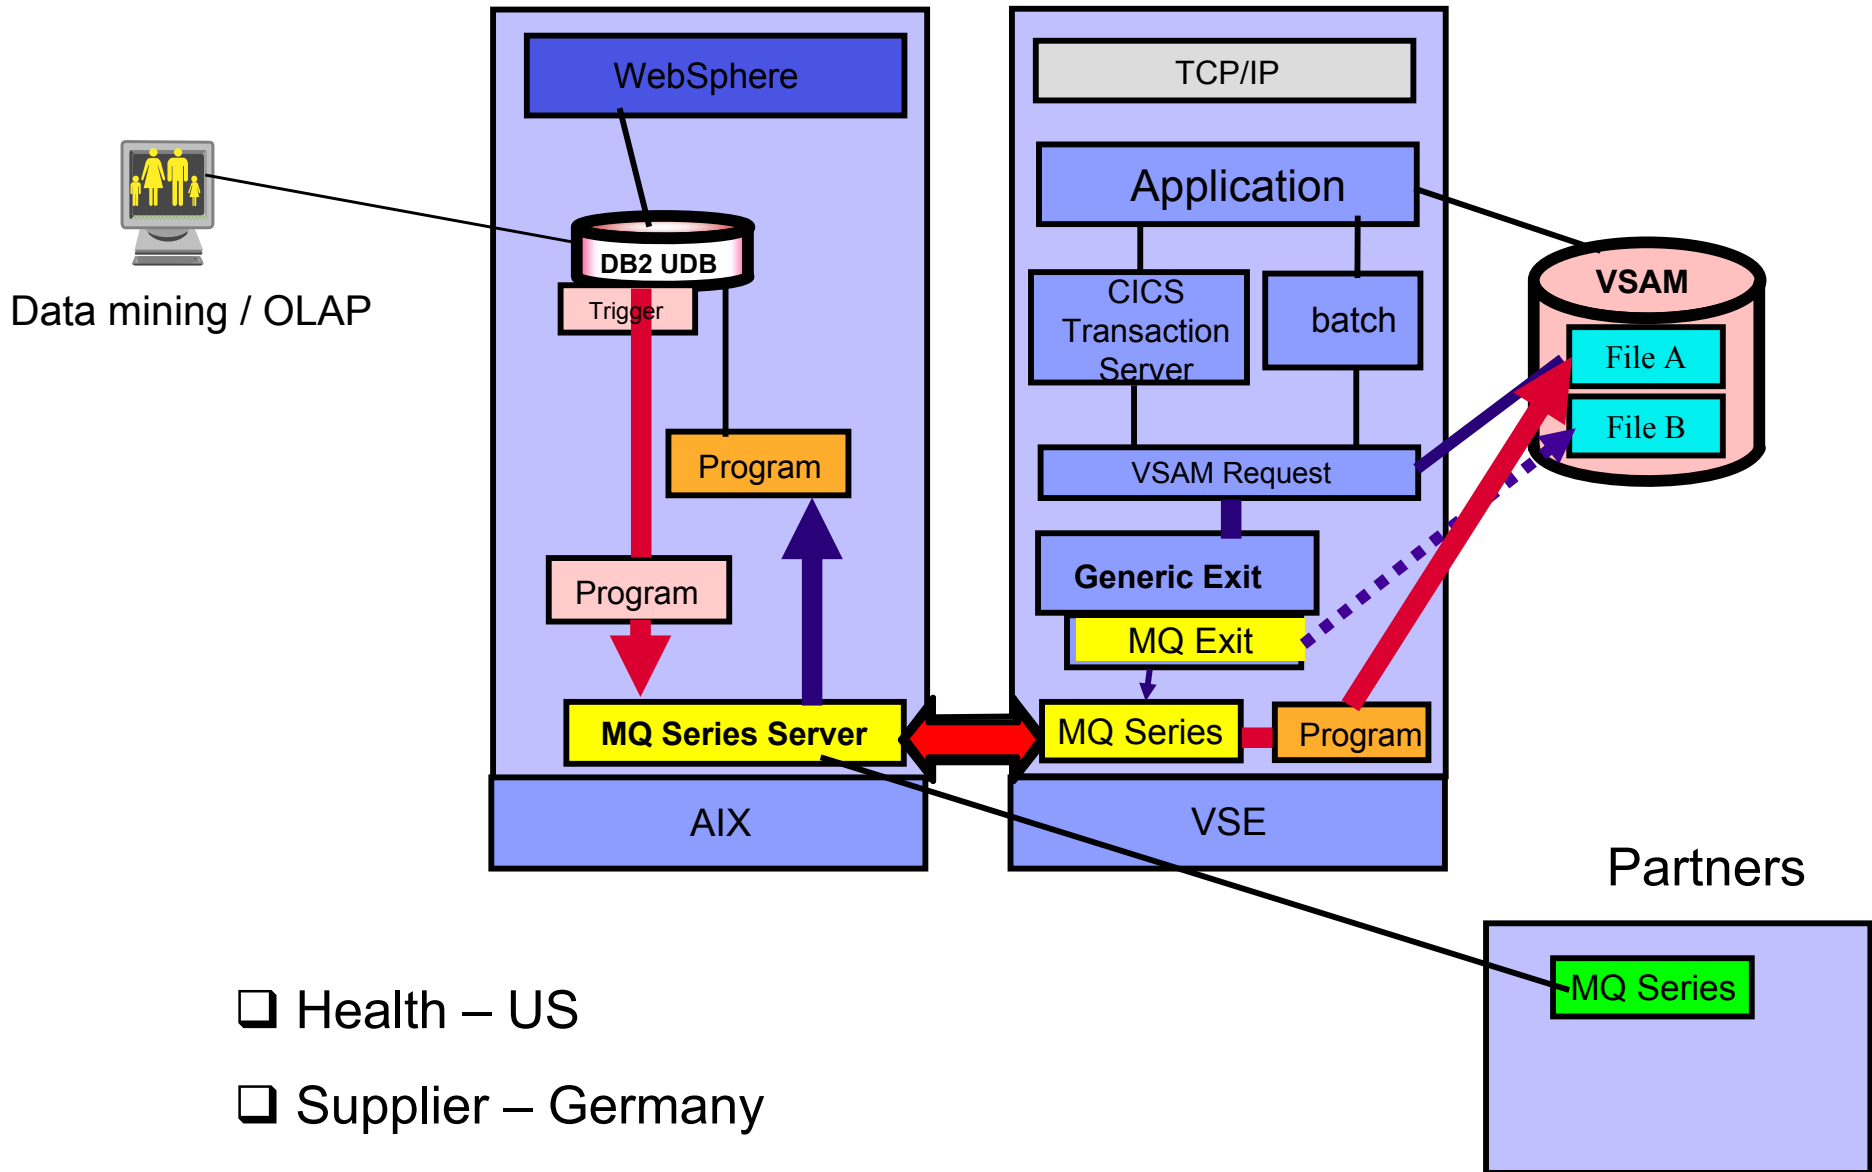 WebSphere
TCP/IP
Application
DB2 UDB
Trigger
Data mining / OLAP
CICS
Transaction
Server
batch
VSAM
File A
File B
Program
VSAM Request
Generic Exit
Program
MQ Exit
MQ Series Server
MQ Series
Program
AIX
VSE
Partners
MQ Series
❑ Health – US
❑ Supplier – Germany